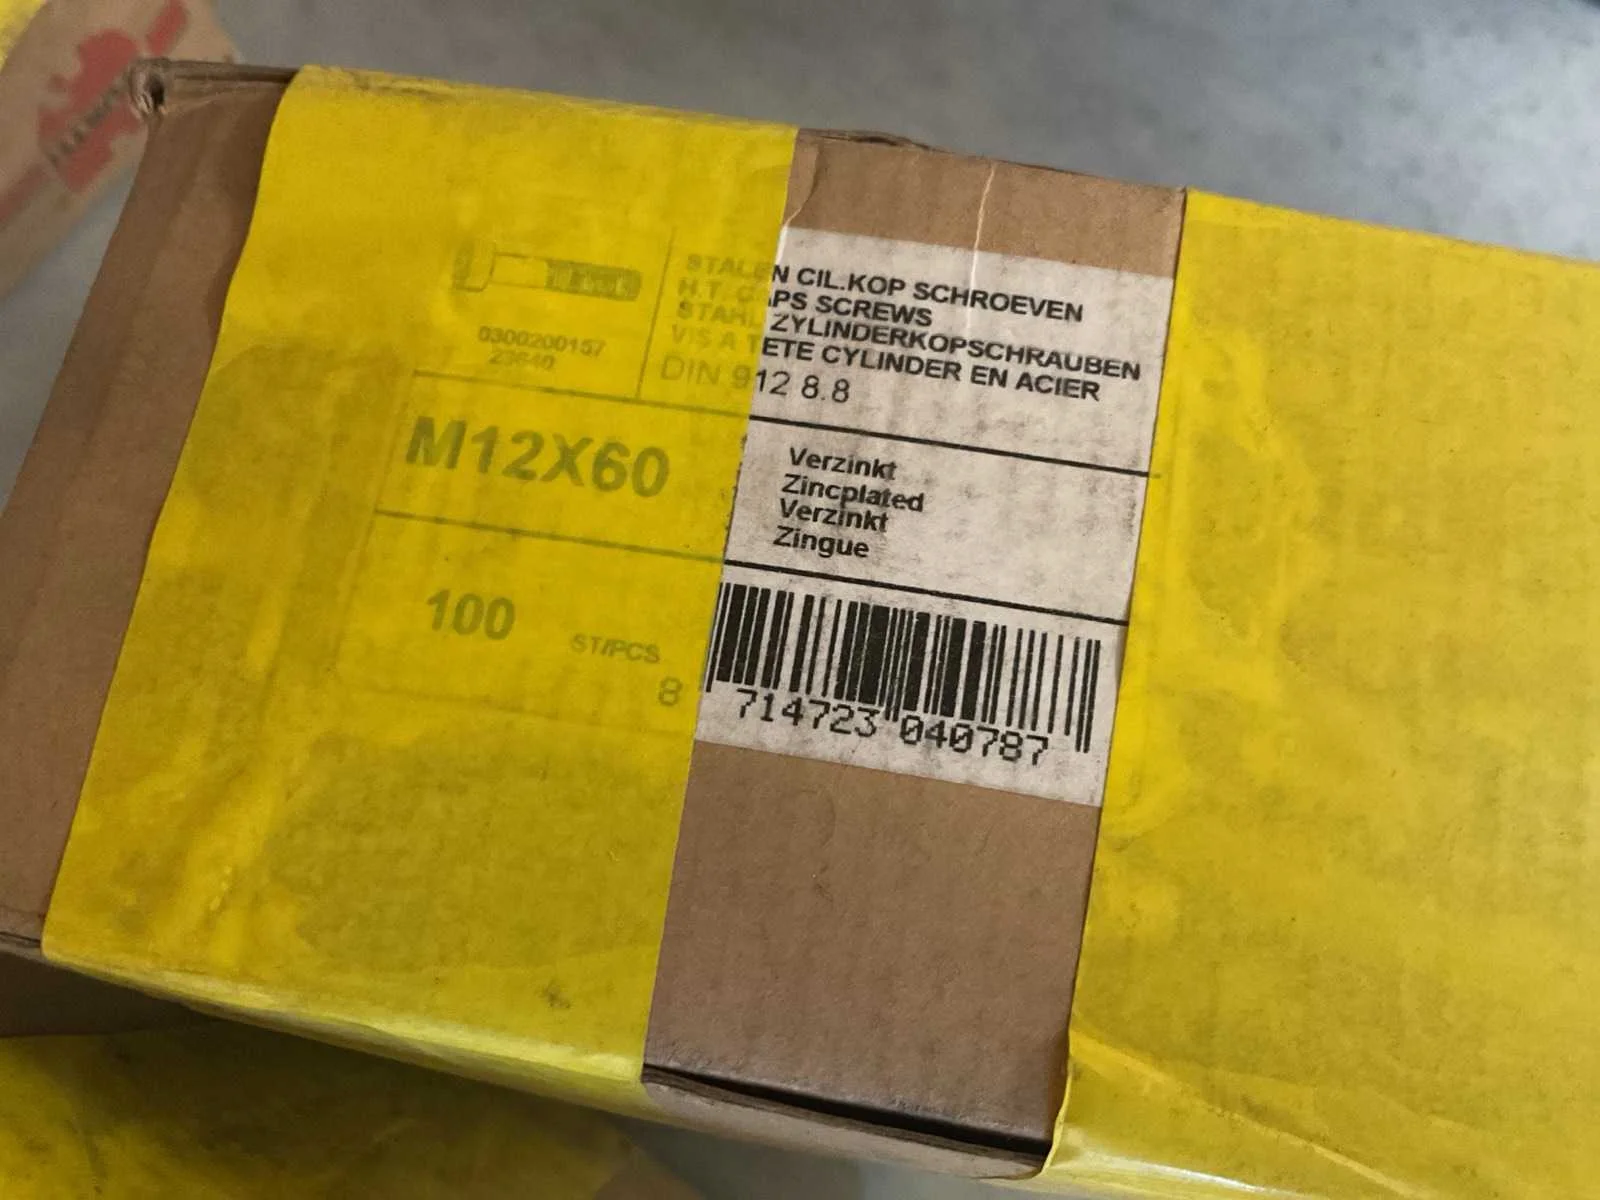 STALEN CIL.KOP SCHROEVEN
H.T. CAPS SCREWS
STAHL ZYLINDERKOPSCHRAUBEN
VIS A TETE CYLINDER EN ACIER
DIN 912 8.8
0300200157
23640
M12X60
Verzinkt
Zincplated
Verzinkt
Zingue
100 ST/PCS
8 714723 040787